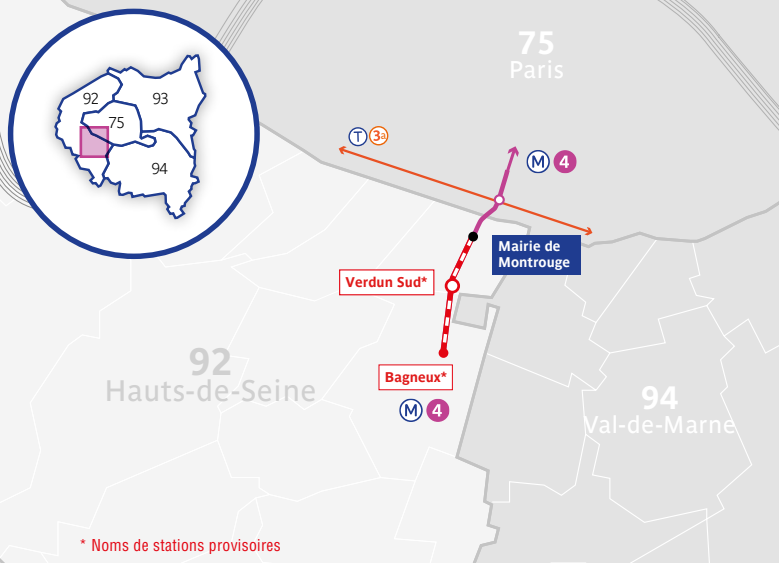 92
93
75
94
75
Paris
T 3a
M 4
Mairie de
Montrouge
Verdun Sud*
Bagneux*
M 4
92
Hauts-de-Seine
94
Val-de-Marne
* Noms de stations provisoires